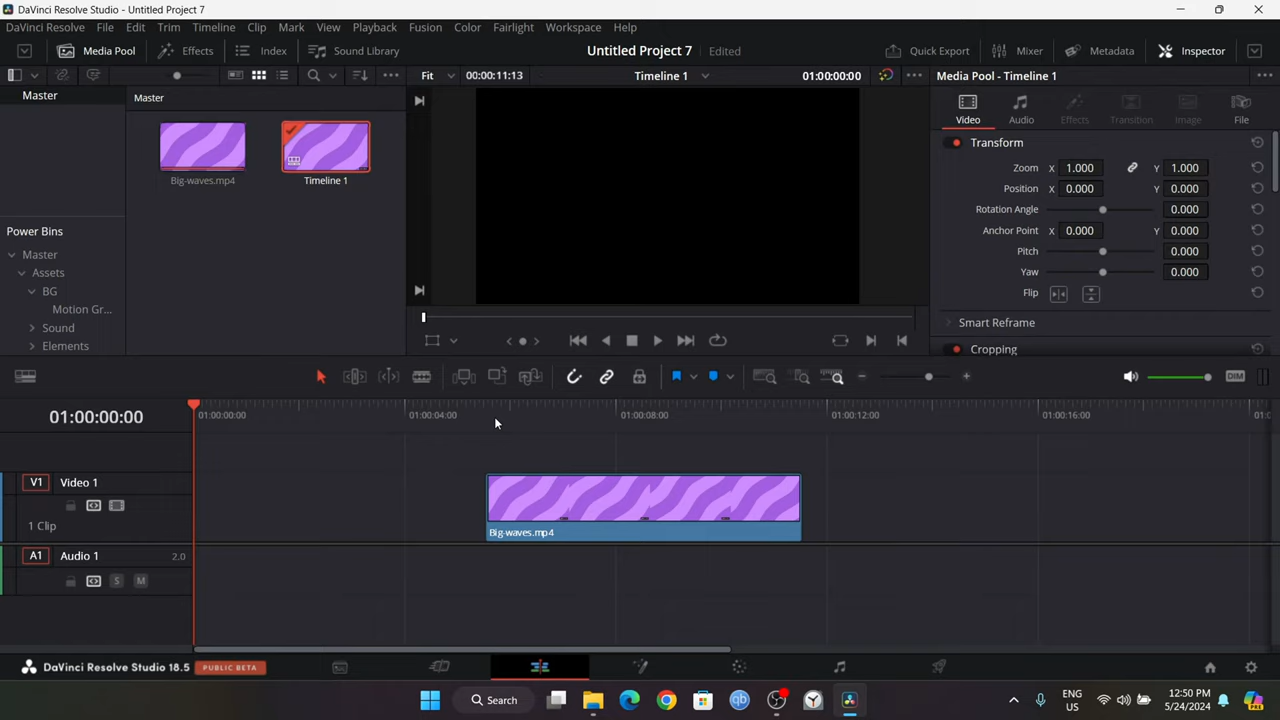 DaVinci Resolve Studio - Untitled Project 7
DaVinci Resolve File Edit Trim Timeline Clip Mark View Playback Fusion Color Fairlight Workspace Help
Media Pool Effects Index Sound Library Untitled Project 7 Edited Quick Export Mixer Metadata Inspector
Fit 00:00:11:13 Timeline 1 01:00:00:00 Media Pool - Timeline 1
Master Master
Video Audio Effects Transition Image File
Transform
Zoom X 1.000 Y 1.000
Big-waves.mp4 Timeline 1
Position X 0.000 Y 0.000
Rotation Angle 0.000
Power Bins
Anchor Point X 0.000 Y 0.000
Master
Pitch 0.000
Assets
Yaw 0.000
BG
Flip
Motion Gr...
Sound
Smart Reframe
Elements
Cropping
DIM
01:00:00:00 01:00:00:00 01:00:04:00 01:00:08:00 01:00:12:00 01:00:16:00
V1 Video 1
1 Clip
Big-waves.mp4
A1 Audio 1 2.0
S M
DaVinci Resolve Studio 18.5 PUBLIC BETA
Search
qb
ENG
US
12:50 PM
5/24/2024
PRE